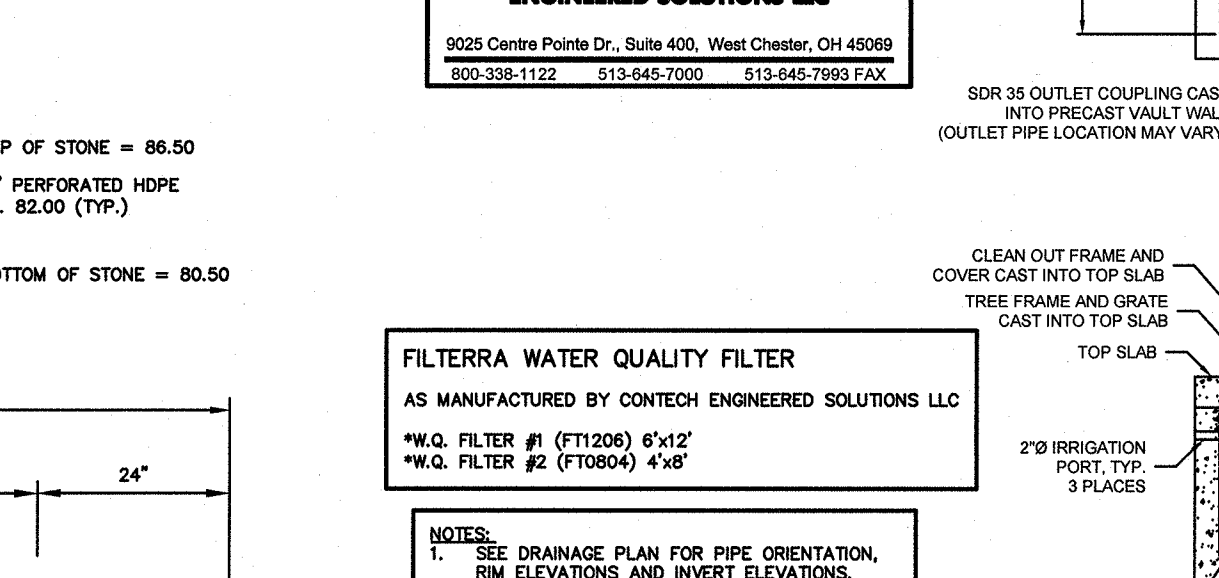 ENGINEERED SOLUTIONS LLC
9025 Centre Pointe Dr., Suite 400, West Chester, OH 45069
800-338-1122 513-645-7000 513-645-7993 FAX
SDR 35 OUTLET COUPLING CAS
INTO PRECAST VAULT WAL
(OUTLET PIPE LOCATION MAY VARY
P OF STONE = 86.50
" PERFORATED HDPE
. 82.00 (TYP.)
OTTOM OF STONE = 80.50
CLEAN OUT FRAME AND
COVER CAST INTO TOP SLAB
TREE FRAME AND GRATE
CAST INTO TOP SLAB
TOP SLAB
2"Ø IRRIGATION
PORT, TYP.
3 PLACES
FILTERRA WATER QUALITY FILTER
AS MANUFACTURED BY CONTECH ENGINEERED SOLUTIONS LLC
*W.Q. FILTER #1 (FT1206) 6'x12'
*W.Q. FILTER #2 (FT0804) 4'x8'
24"
NOTES:
1. SEE DRAINAGE PLAN FOR PIPE ORIENTATION,
RIM ELEVATIONS AND INVERT ELEVATIONS.